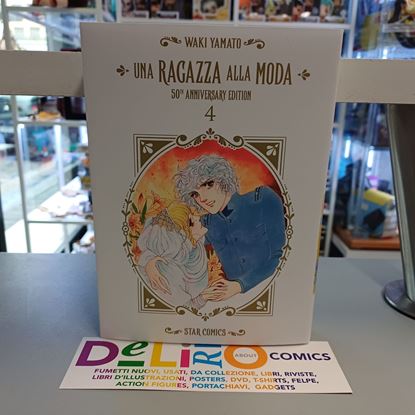 WAKI YAMATO
UNA RAGAZZA ALLA MODA
50TH ANNIVERSARY EDITION
4
STAR COMICS
DeLiRi
ABOUT COMICS
FUMETTI NUOVI, USATI, DA COLLEZIONE, LIBRI, RIVISTE,
LIBRI D'ILLUSTRAZIONI, POSTERS, DVD, T-SHIRTS, FELPE,
ACTION FIGURES, PORTACHIAVI, GADGETS